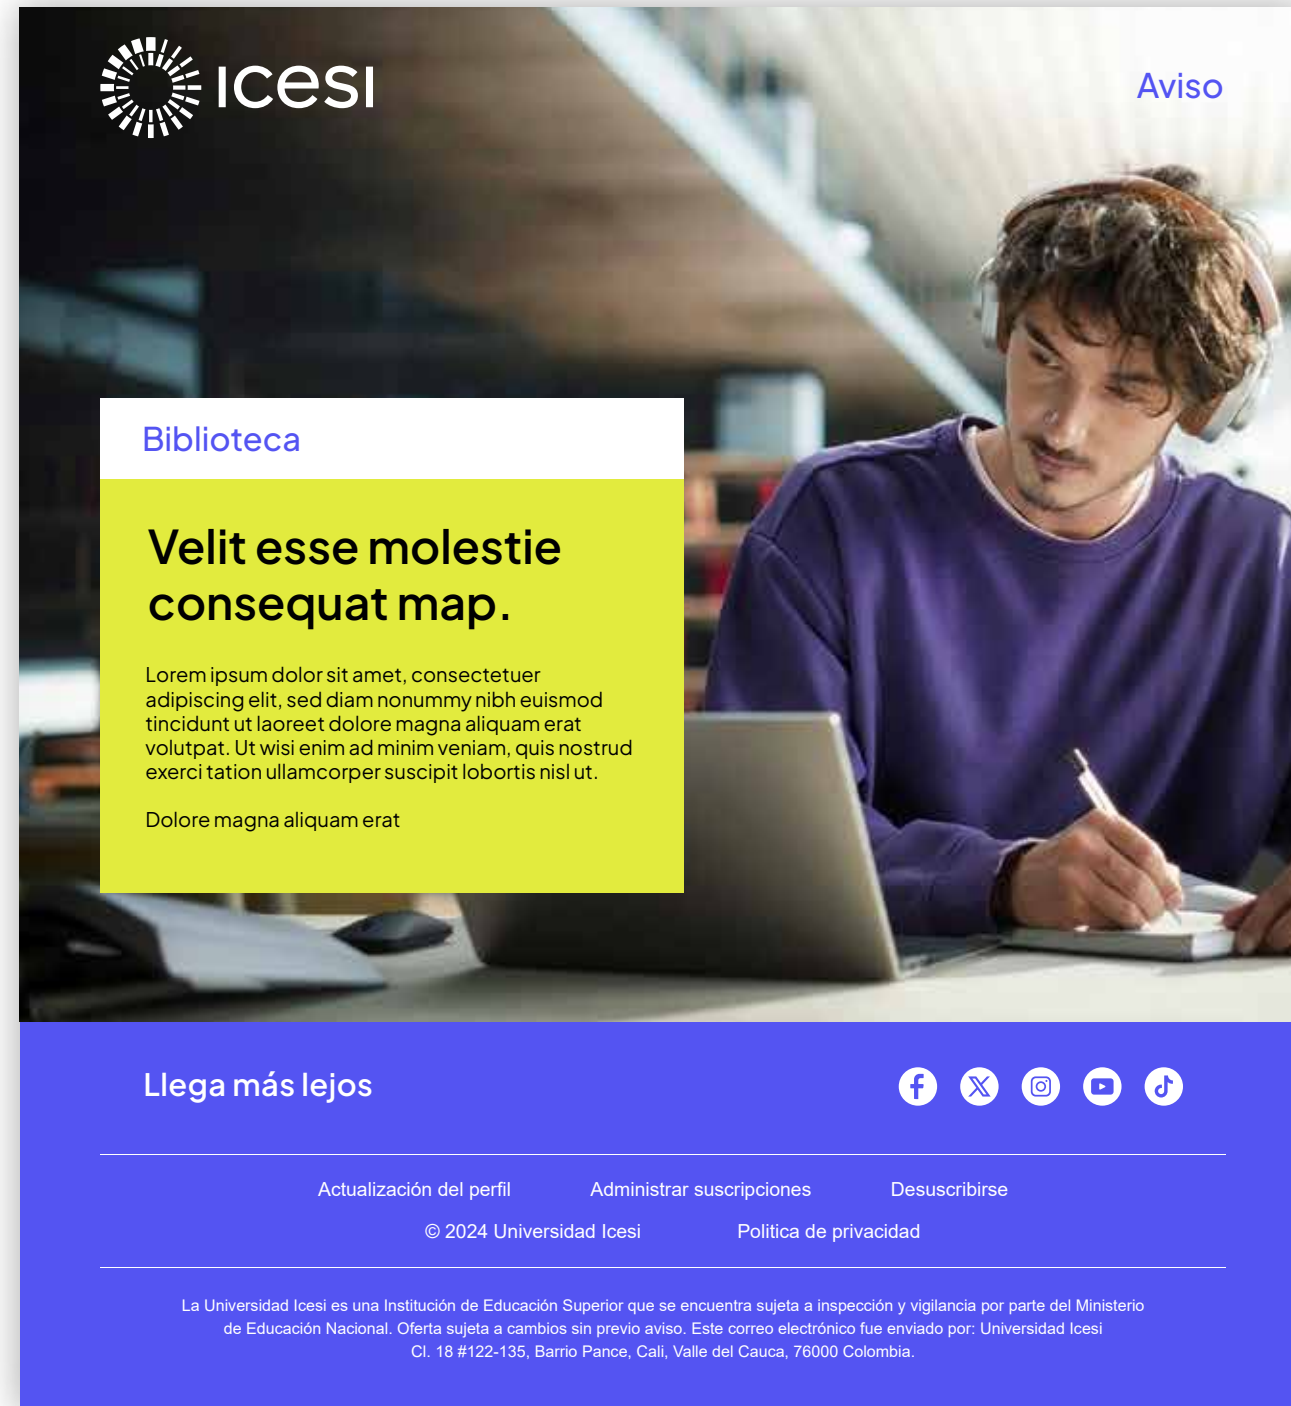 ICESI
Aviso
Biblioteca
Velit esse molestie
consequat map.
Lorem ipsum dolor sit amet, consectetuer
adipiscing elit, sed diam nonummy nibh euismod
tincidunt ut laoreet dolore magna aliquam erat
volutpat. Ut wisi enim ad minim veniam, quis nostrud
exerci tation ullamcorper suscipit lobortis nisl ut.
Dolore magna aliquam erat
Llega más lejos
Actualización del perfil Administrar suscripciones Desuscribirse
© 2024 Universidad Icesi Politica de privacidad
La Universidad Icesi es una Institución de Educación Superior que se encuentra sujeta a inspección y vigilancia por parte del Ministerio
de Educación Nacional. Oferta sujeta a cambios sin previo aviso. Este correo electrónico fue enviado por: Universidad Icesi
Cl. 18 #122-135, Barrio Pance, Cali, Valle del Cauca, 76000 Colombia.